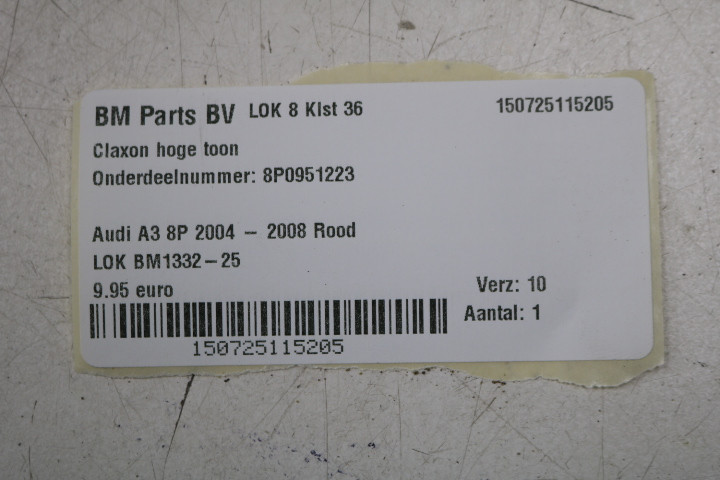 BM Parts BV LOK 8 Kist 36 150725115205
Claxon hoge toon
Onderdeelnummer: 8P0951223
Audi A3 8P 2004 – 2008 Rood
LOK BM1332-25
9.95 euro Verz: 10
Aantal: 1
150725115205